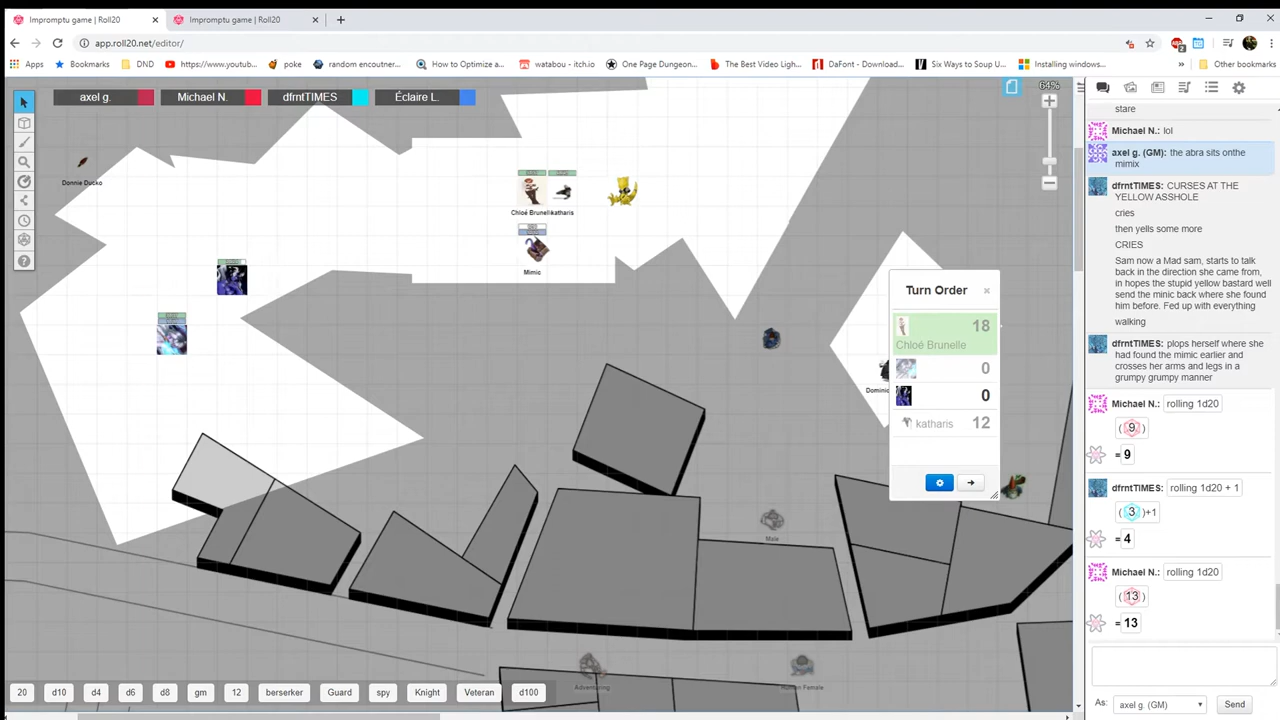 Impromptu game | Roll20
Impromptu game | Roll20
app.roll20.net/editor/
Apps
Bookmarks
DND
https://www.youtub...
poke
random encoutner...
How to Optimize a...
watabou - itch.io
One Page Dungeon...
The Best Video Ligh...
DaFont - Download...
Six Ways to Soup U...
Installing windows...
»
Other bookmarks
axel g.
Michael N.
dfrntTIMES
Éclaire L.
64%
Donnie Ducko
Chloé Brunelkatharis
Mimic
Male
Human Female
Turn Order
×
18
Chloé Brunelle
0
0
katharis
12
20
d10
d4
d6
d8
gm
12
berserker
Guard
spy
Knight
Veteran
d100
stare
Michael N.: lol
axel g. (GM): the abra sits onthe
mimix
dfrntTIMES: CURSES AT THE
YELLOW ASSHOLE
cries
then yells some more
CRIES
Sam now a Mad sam, starts to talk
back in the direction she came from,
in hopes the stupid yellow bastard well
send the minic back where she found
him before. Fed up with everything
walking
dfrntTIMES: plops herself where she
had found the mimic earlier and
crosses her arms and legs in a
grumpy grumpy manner
Michael N.: rolling 1d20
(9)
= 9
dfrntTIMES: rolling 1d20 + 1
(3)+1
= 4
Michael N.: rolling 1d20
(13)
= 13
As:
axel g. (GM)
Send